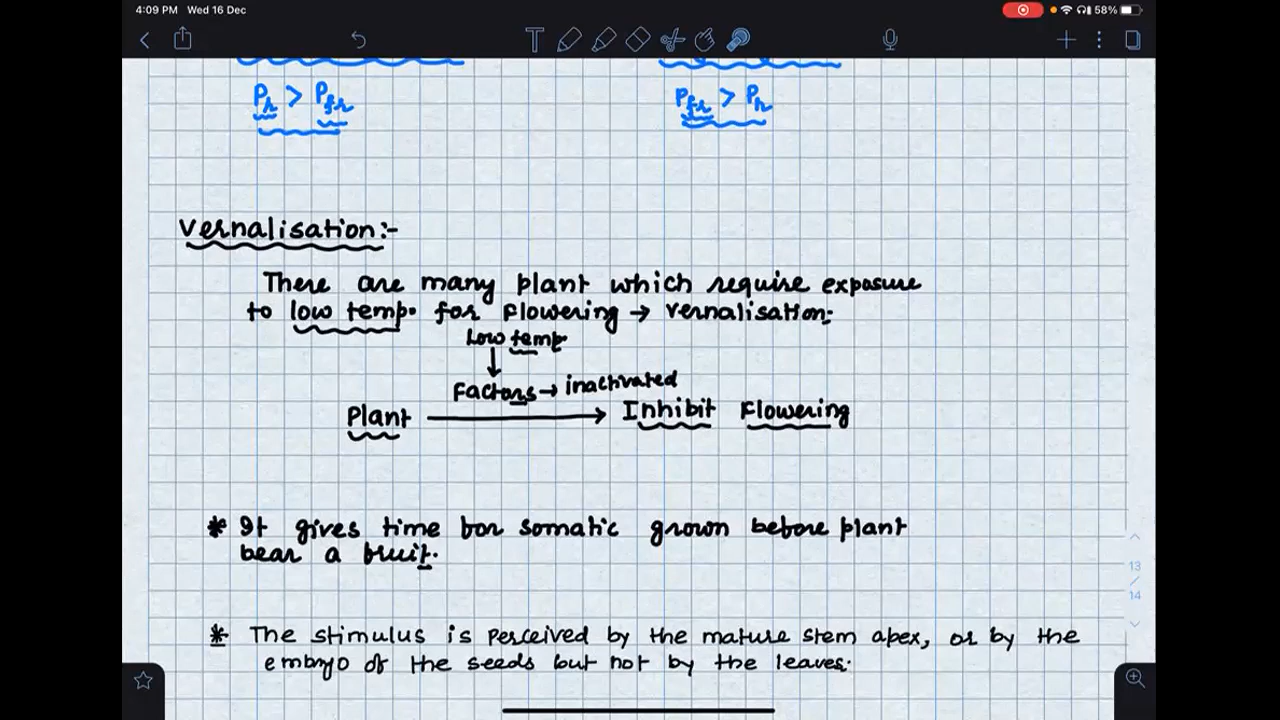 4:09 PM Wed 16 Dec
58%
Pr > Pfr
Pfr > Pr
Vernalisation:-
There are many plant which require exposure
to low temp. for flowering → vernalisation:
Low temp
↓
Factors → inactivated
Plant → Inhibit Flowering
* It gives time for somatic grown before plant
bear a fruit.
* The stimulus is perceived by the mature stem apex, or by the
embryo of the seeds but not by the leaves.
13
/
14